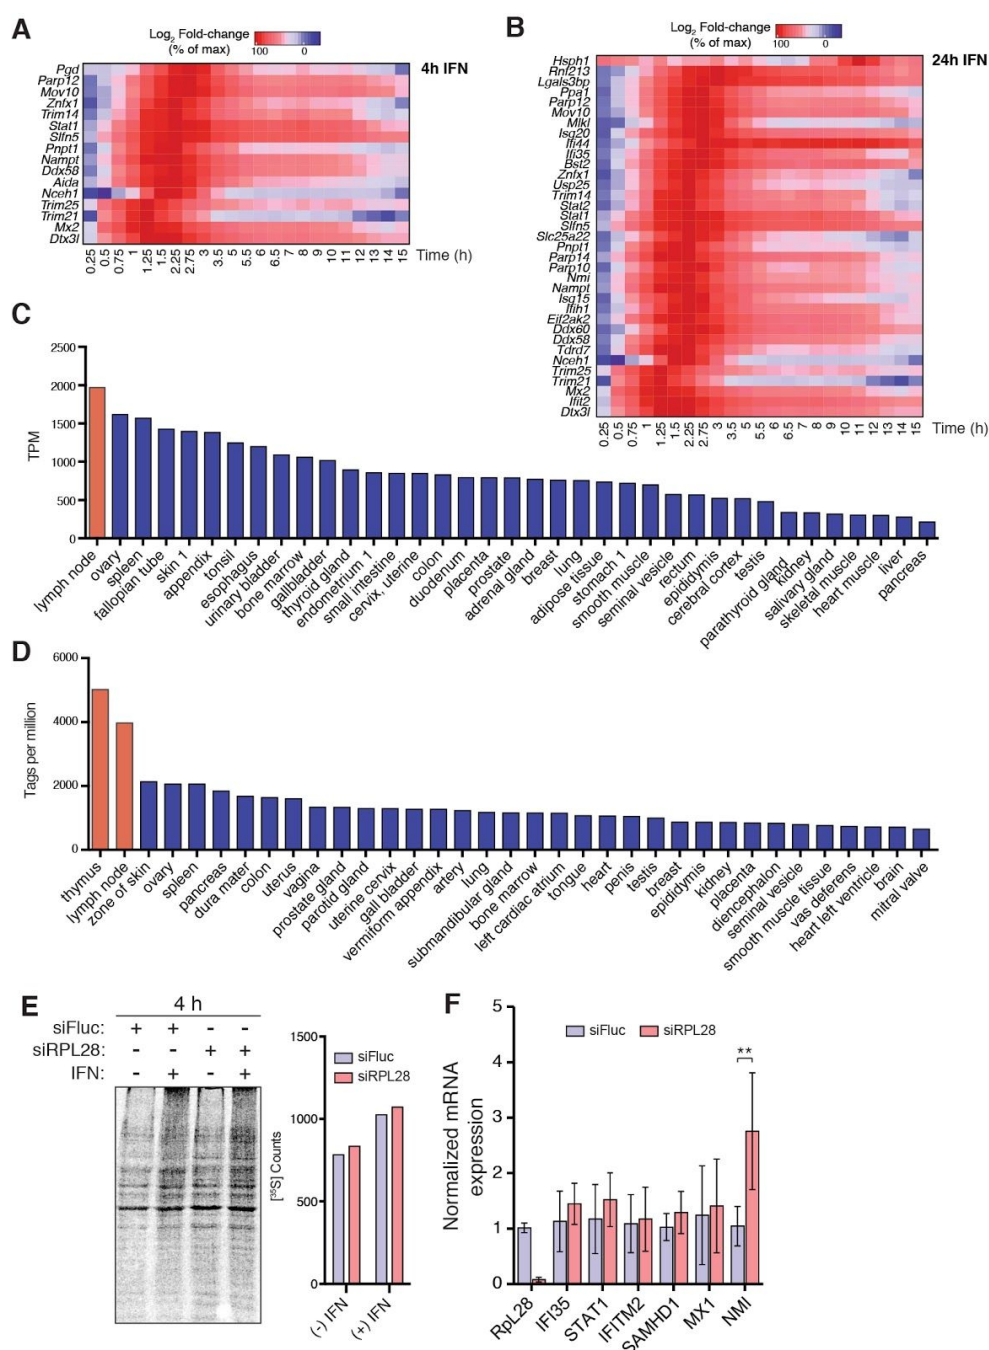 A
Log2 Fold-change
(% of max)
100
0
4h IFN
Pgd
Parp12
Mov10
Znfx1
Trim14
Stat1
Slfn5
Pnpt1
Nampt
Ddx58
Aida
Nceh1
Trim25
Trim21
Mx2
Dtx3l
0.25 0.5 0.75 1 1.25 1.5 2.25 2.75 3 3.5 5 5.5 6 6.5 7 8 9 10 11 12 13 14 15
Time (h)
B
Log2 Fold-change
(% of max)
100
0
24h IFN
Hsph1
Rnf213
Lgals3bp
Ppa1
Parp12
Mov10
Mlkl
Isg20
Ifi44
Ifi35
Bst2
Znfx1
Usp25
Trim14
Stat2
Stat1
Slfn5
Slc25a22
Pnpt1
Parp14
Parp10
Nmi
Nampt
Isg15
Ifih1
Eif2ak2
Ddx60
Ddx58
Tdrd7
Nceh1
Trim25
Trim21
Mx2
Ifit2
Dtx3l
0.25 0.5 0.75 1 1.25 1.5 2.25 2.75 3 3.5 5 5.5 6 6.5 7 8 9 10 11 12 13 14 15
Time (h)
C
TPM
2500
2000
1500
1000
500
0
lymph node
ovary
spleen
fallopian tube
skin 1
appendix
tonsil
esophagus
urinary bladder
bone marrow
gallbladder
thyroid gland
endometrium 1
small intestine
cervix, uterine
colon
duodenum
placenta
prostate
adrenal gland
breast
lung
adipose tissue
stomach 1
smooth muscle
seminal vesicle
rectum
epididymis
cerebral cortex
testis
parathyroid gland
kidney
salivary gland
skeletal muscle
heart muscle
liver
pancreas
D
Tags per million
6000
4000
2000
0
thymus
lymph node
zone of skin
ovary
spleen
pancreas
dura mater
colon
uterus
vagina
prostate gland
parotid gland
uterine cervix
gall bladder
vermiform appendix
artery
lung
submandibular gland
bone marrow
left cardiac atrium
tongue
heart
penis
testis
breast
epididymis
kidney
placenta
diencephalon
seminal vesicle
smooth muscle tissue
vas deferens
heart left ventricle
brain
mitral valve
E
4 h
siFluc: + + - -
siRPL28: - - + +
IFN: - + - +
[35S] Counts
1500
1000
500
0
siFluc
siRPL28
(-) IFN
(+) IFN
F
Normalized mRNA
expression
5
4
3
2
1
0
siFluc
siRPL28
**
RpL28
IFI35
STAT1
IFITM2
SAMHD1
MX1
NMI